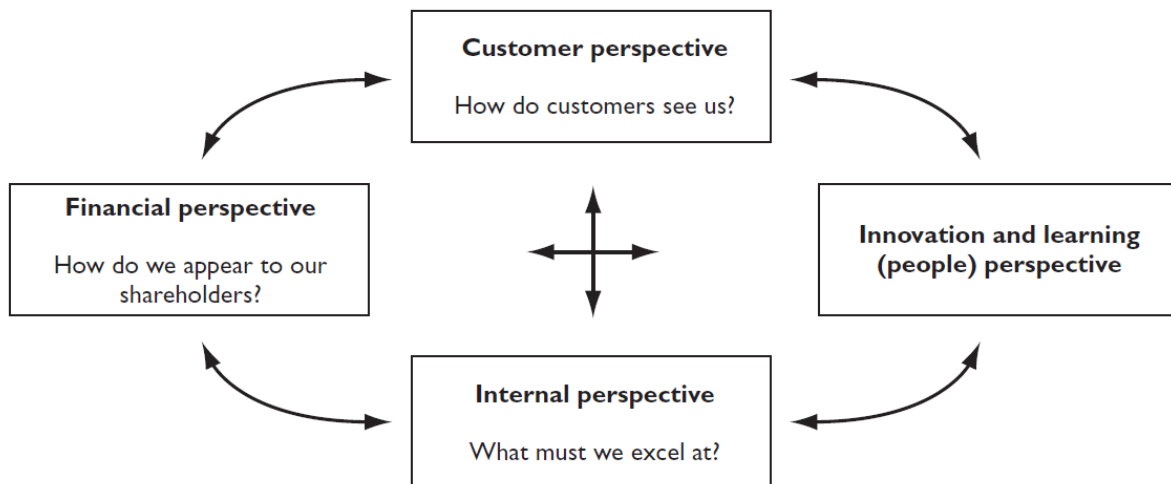 Customer perspective
How do customers see us?
Financial perspective
How do we appear to our
shareholders?
Innovation and learning
(people) perspective
Internal perspective
What must we excel at?